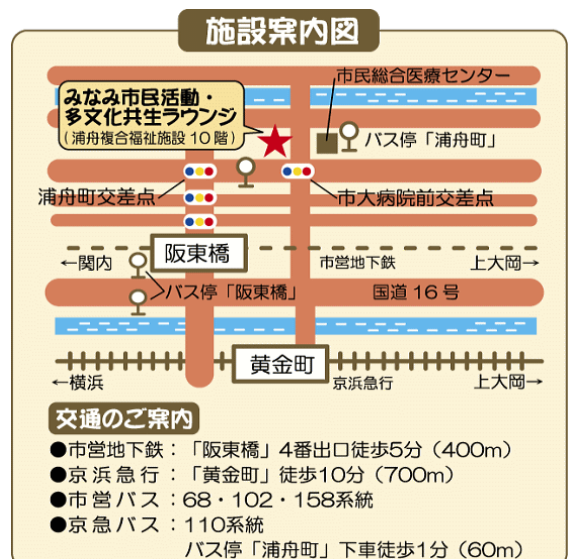 施設案内図
市民総合医療センター
みなみ市民活動・
多文化共生ラウンジ
(浦舟複合福祉施設10階)
バス停「浦舟町」
浦舟町交差点
市大病院前交差点
阪東橋
←関内
市営地下鉄
上大岡→
バス停「阪東橋」
国道16号
黄金町
←横浜
京浜急行
上大岡→
交通のご案内
●市営地下鉄：「阪東橋」4番出口徒歩5分（400m）
●京浜急行：「黄金町」徒歩10分（700m）
●市営バス：68・102・158系統
●京急バス：110系統
バス停「浦舟町」下車徒歩1分（60m）